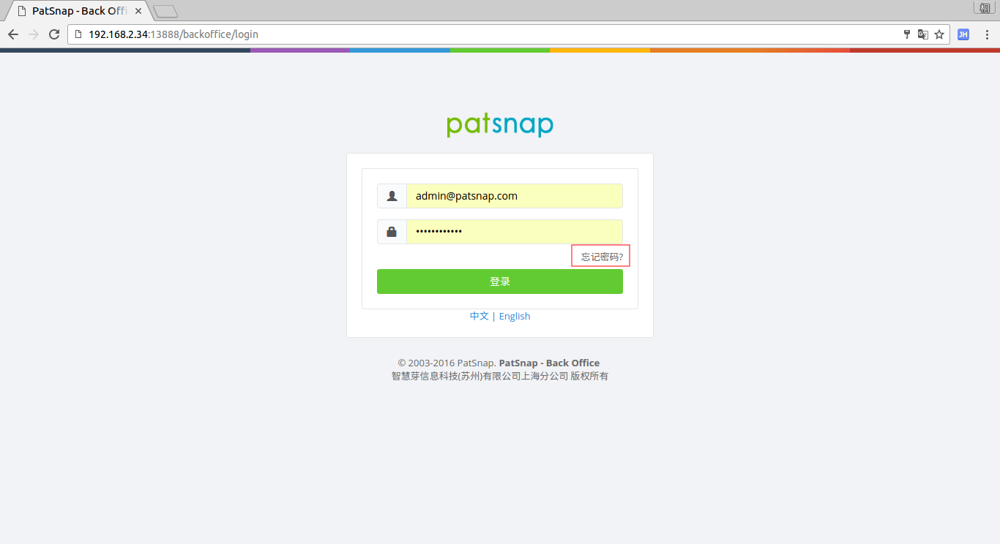 PatSnap - Back Offi
桐
192.168.2.34:13888/backoffice/login
JH
patsnap
admin@patsnap.com
••••••••••••
忘记密码?
登录
中文 | English
© 2003-2016 PatSnap. PatSnap - Back Office
智慧芽信息科技(苏州)有限公司上海分公司 版权所有